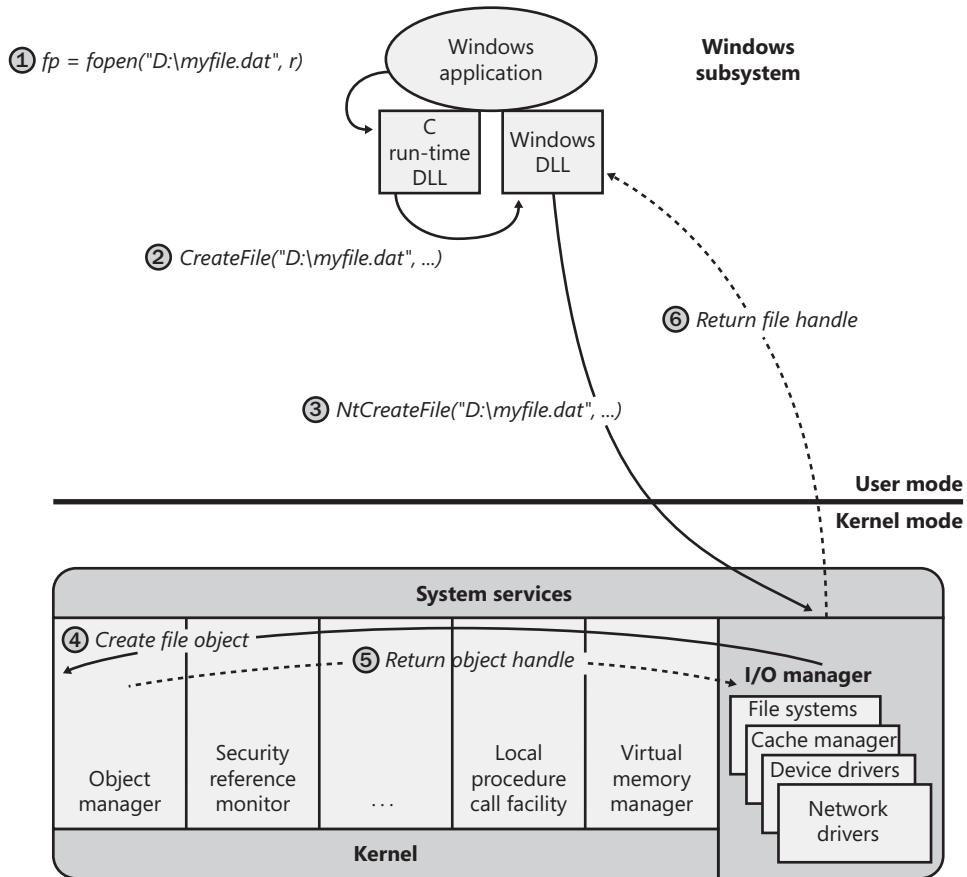 ① fp = fopen("D:\myfile.dat", r)
Windows
application
Windows
subsystem
C
run-time
DLL
Windows
DLL
② CreateFile("D:\myfile.dat", ...)
⑥ Return file handle
③ NtCreateFile("D:\myfile.dat", ...)
User mode
Kernel mode
System services
④ Create file object
⑤ Return object handle
I/O manager
File systems
Cache manager
Device drivers
Network
drivers
Object
manager
Security
reference
monitor
...
Local
procedure
call facility
Virtual
memory
manager
Kernel